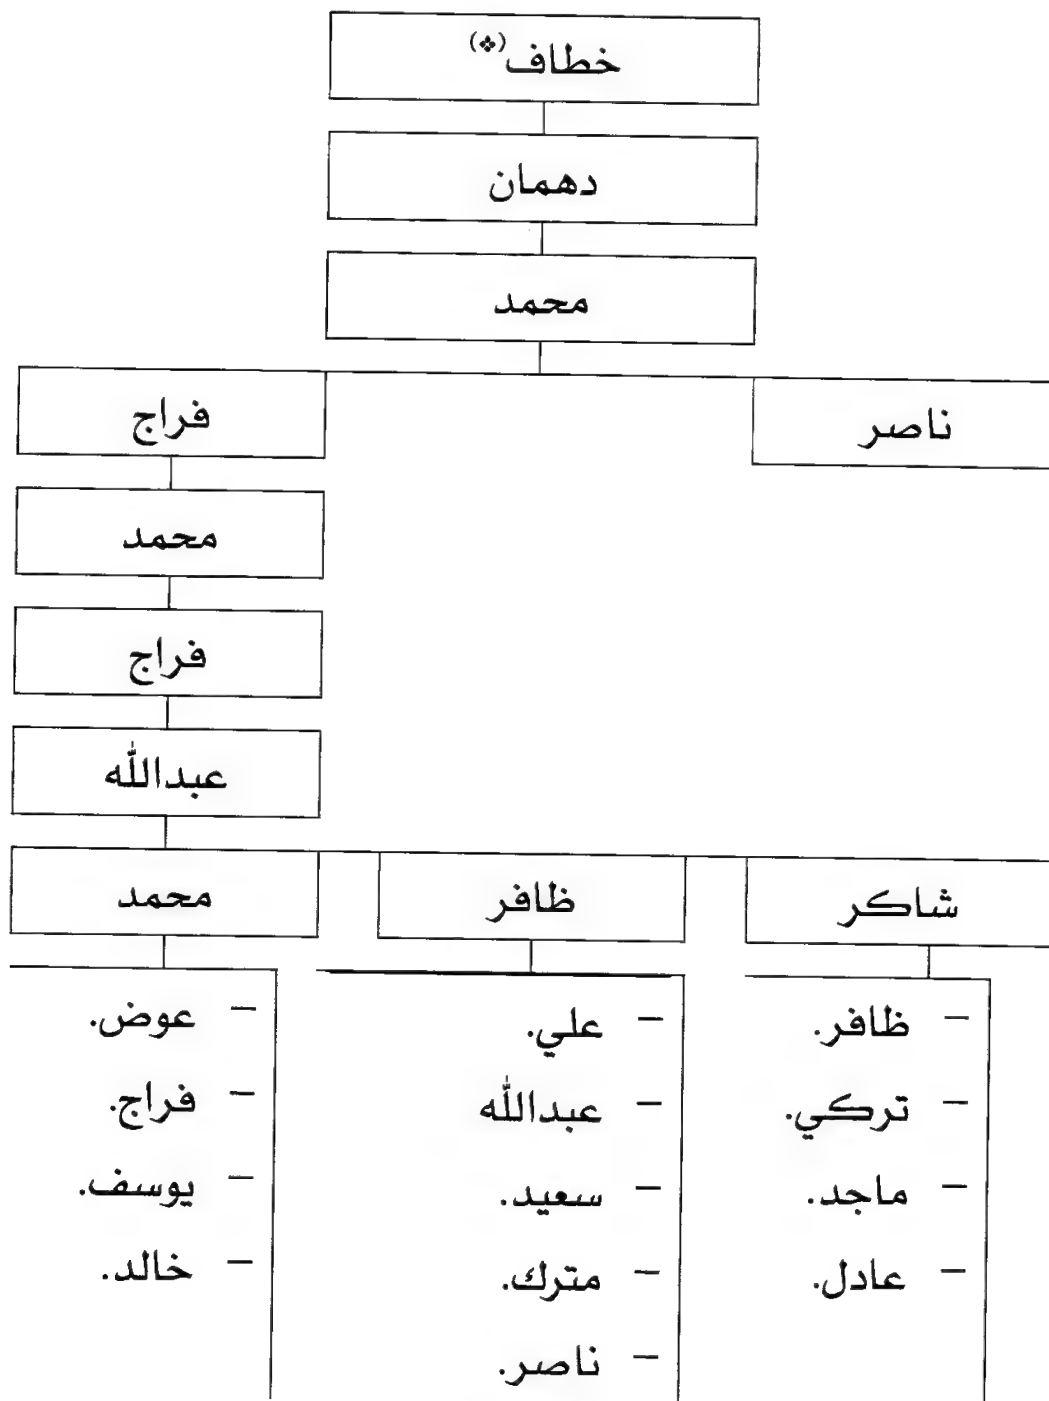 خطاف(❖)
دهمان
محمد
ناصر
فراج
محمد
فراج
عبدالله
شاكر
ظافر
محمد
– ظافر.
– تركي.
– ماجد.
– عادل.
– علي.
– عبدالله
– سعيد.
– مترك.
– ناصر.
– عوض.
– فراج.
– يوسف.
– خالد.